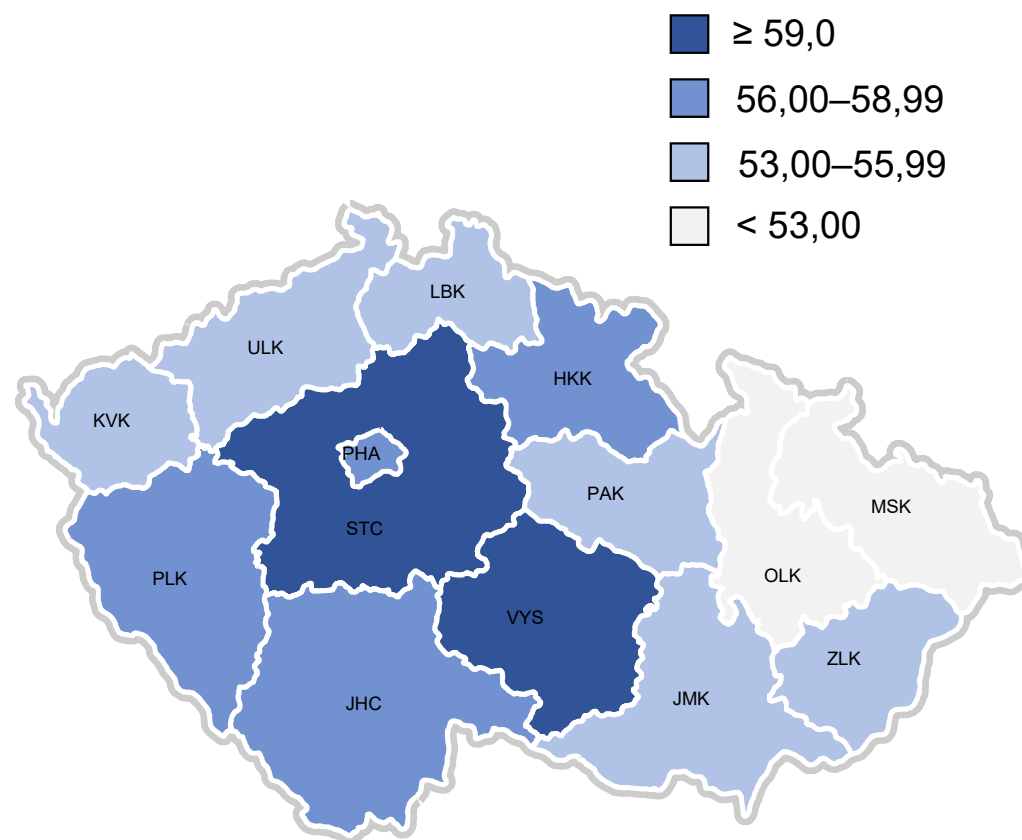 ≥ 59,0
56,00–58,99
53,00–55,99
< 53,00
LBK
ULK
HKK
KVK
PHA
PAK
MSK
STC
PLK
OLK
VYS
ZLK
JMK
JHC